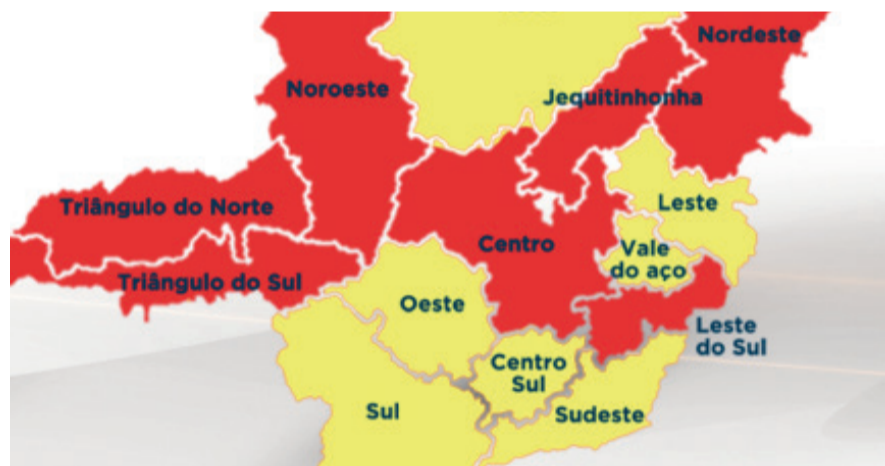 Nordeste
Noroeste
Jequitinhonha
Triângulo do Norte
Leste
Centro
Vale
do aço
Triângulo do Sul
Oeste
Leste
do Sul
Centro
Sul
Sul
Sudeste